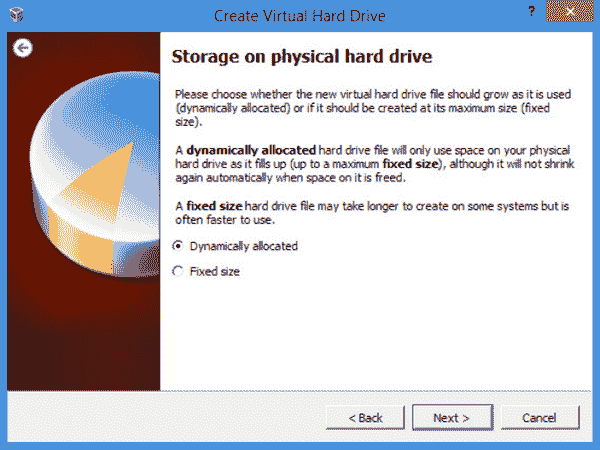 Create Virtual Hard Drive
?
x
Storage on physical hard drive
Please choose whether the new virtual hard drive file should grow as it is used
(dynamically allocated) or if it should be created at its maximum size (fixed
size).
A dynamically allocated hard drive file will only use space on your physical
hard drive as it fills up (up to a maximum fixed size), although it will not shrink
again automatically when space on it is freed.
A fixed size hard drive file may take longer to create on some systems but is
often faster to use.
Dynamically allocated
Fixed size
< Back
Next >
Cancel